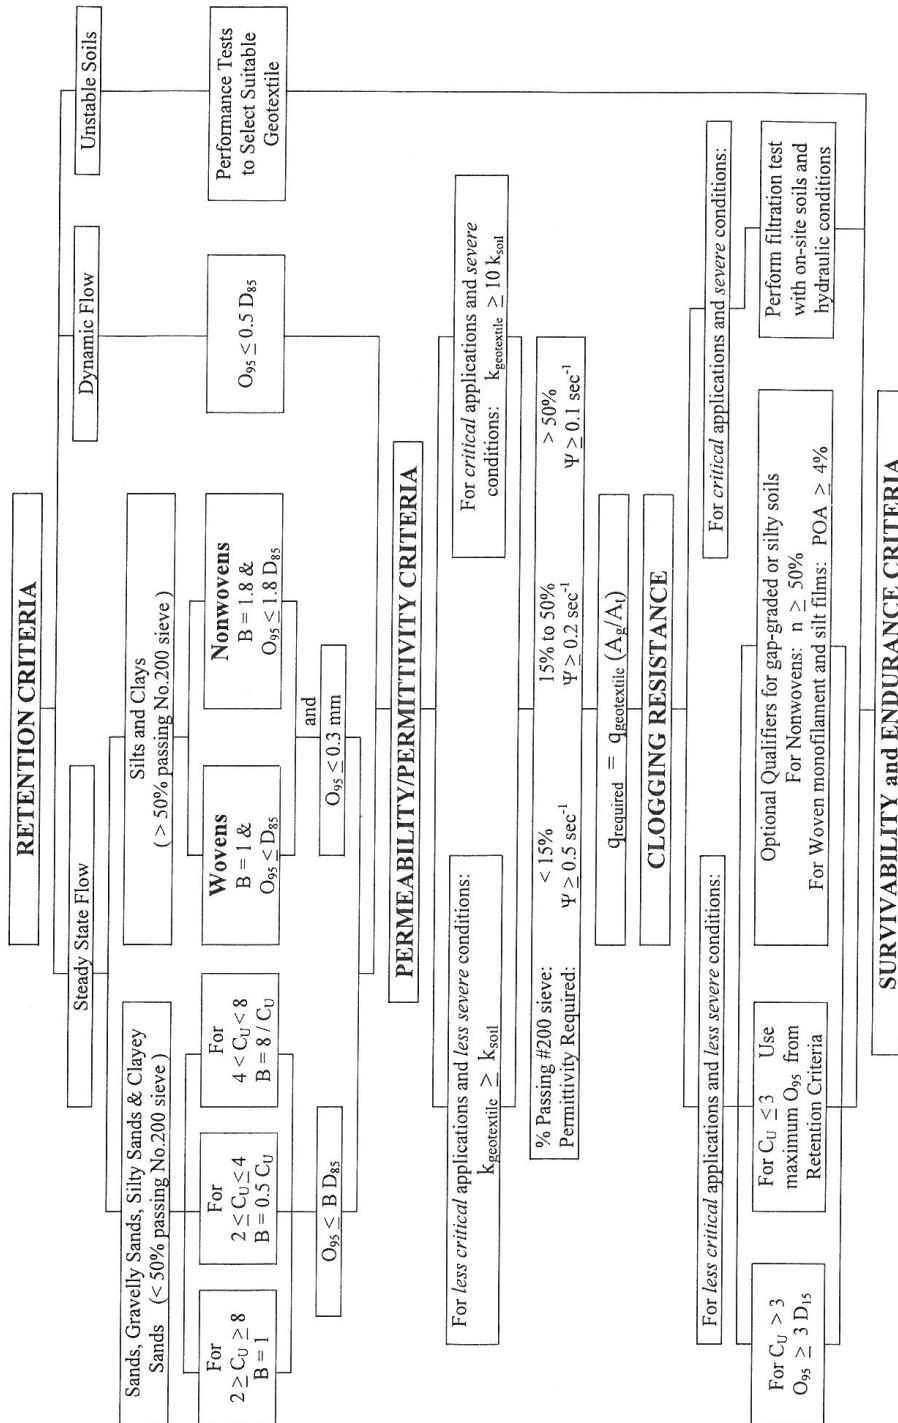 RETENTION CRITERIA
Steady State Flow
Dynamic Flow
Unstable Soils
Sands, Gravelly Sands, Silty Sands & Clayey
Sands (< 50% passing No.200 sieve)
Silts and Clays
( > 50% passing No.200 sieve )
For
2 ≥ C_U ≥ 8
B = 1
For
2 ≤ C_U ≤ 4
B = 0.5 C_U
For
4 < C_U < 8
B = 8 / C_U
Wovens
B = 1 &
O_95 ≤ D_85
Nonwovens
B = 1.8 &
O_95 ≤ 1.8 D_85
O_95 ≤ 0.5 D_85
Performance Tests
to Select Suitable
Geotextile
O_95 ≤ B D_85
and
O_95 ≤ 0.3 mm
PERMEABILITY/PERMITTIVITY CRITERIA
For less critical applications and less severe conditions:
k_geotextile ≥ k_soil
For critical applications and severe
conditions: k_geotextile ≥ 10 k_soil
% Passing #200 sieve: < 15% 15% to 50% > 50%
Permittivity Required: Ψ ≥ 0.5 sec⁻¹ Ψ ≥ 0.2 sec⁻¹ Ψ ≥ 0.1 sec⁻¹
q_required = q_geotextile (A_g/A_t)
CLOGGING RESISTANCE
For less critical and less severe conditions:
For critical applications and severe conditions:
For C_U > 3
O_95 ≥ 3 D_15
For C_U ≤ 3 Use
maximum O_95 from
Retention Criteria
Optional Qualifiers for gap-graded or silty soils
For Nonwovens: n ≥ 50%
For Woven monofilament and silt films: POA ≥ 4%
Perform filtration test
with on-site soils and
hydraulic conditions
SURVIVABILITY and ENDURANCE CRITERIA